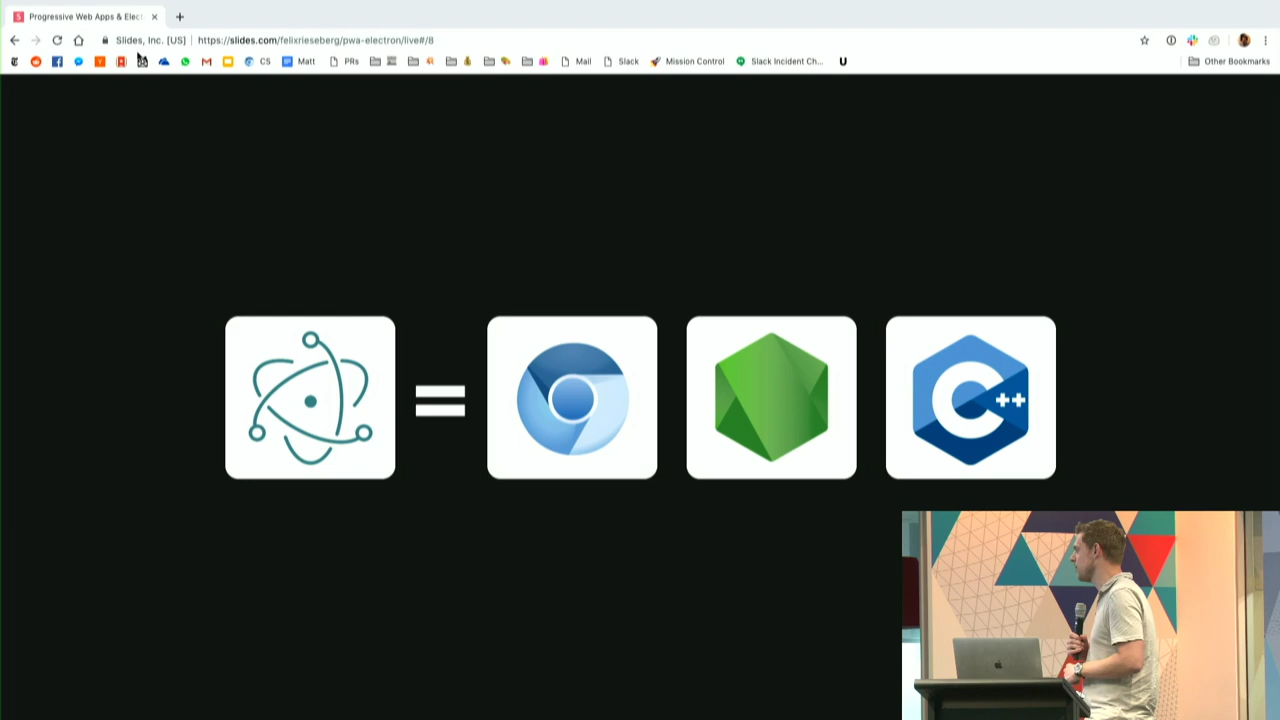 Progressive Web Apps & Elec
Slides, Inc. [US] https://slides.com/felixrieseberg/pwa-electron/live#/8
CS Matt PRs Mail Slack Mission Control Slack Incident Ch... U Other Bookmarks
C++